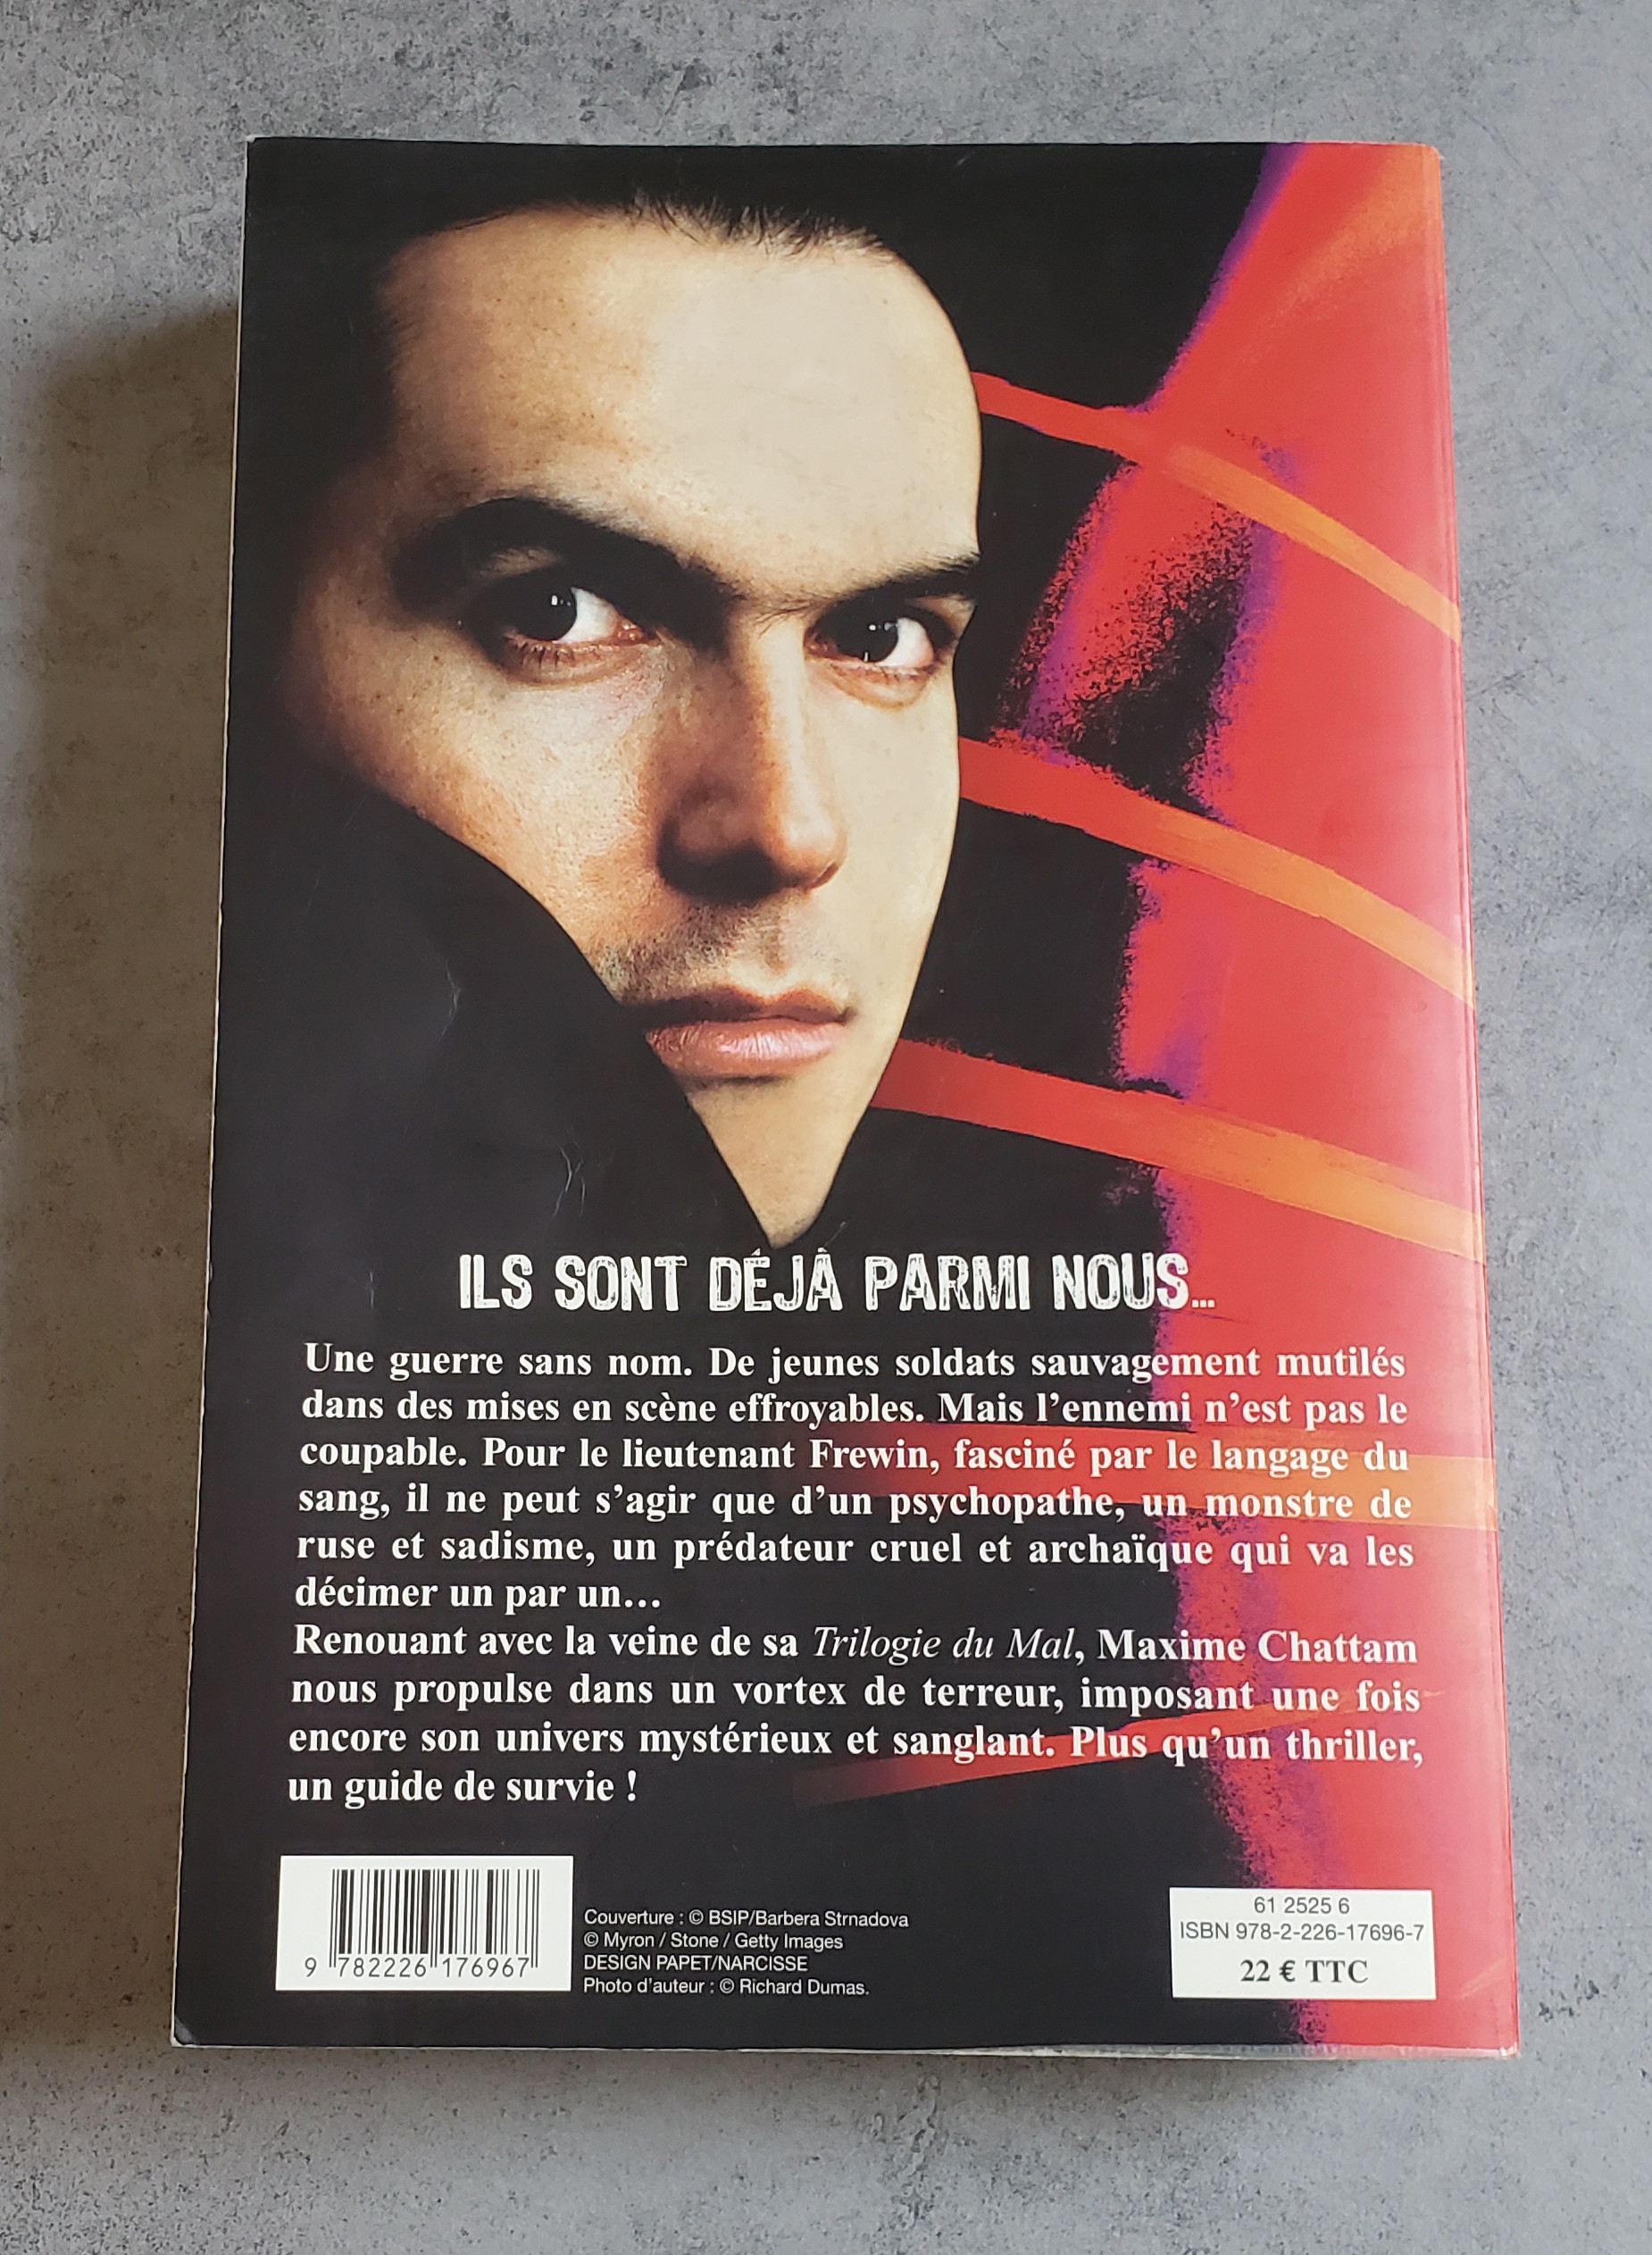 ILS SONT DÉJÀ PARMI NOUS...
Une guerre sans nom. De jeunes soldats sauvagement mutilés
dans des mises en scène effroyables. Mais l’ennemi n’est pas le
coupable. Pour le lieutenant Frewin, fasciné par le langage du
sang, il ne peut s’agir que d’un psychopathe, un monstre de
ruse et sadisme, un prédateur cruel et archaïque qui va les
décimer un par un...
Renouant avec la veine de sa Trilogie du Mal, Maxime Chattam
nous propulse dans un vortex de terreur, imposant une fois
encore son univers mystérieux et sanglant. Plus qu’un thriller,
un guide de survie !
9 782226 176967
Couverture : © BSIP/Barbera Strnadova
© Myron / Stone / Getty Images
DESIGN PAPET/NARCISSE
Photo d’auteur : © Richard Dumas.
61 2525 6
ISBN 978-2-226-17696-7
22 € TTC